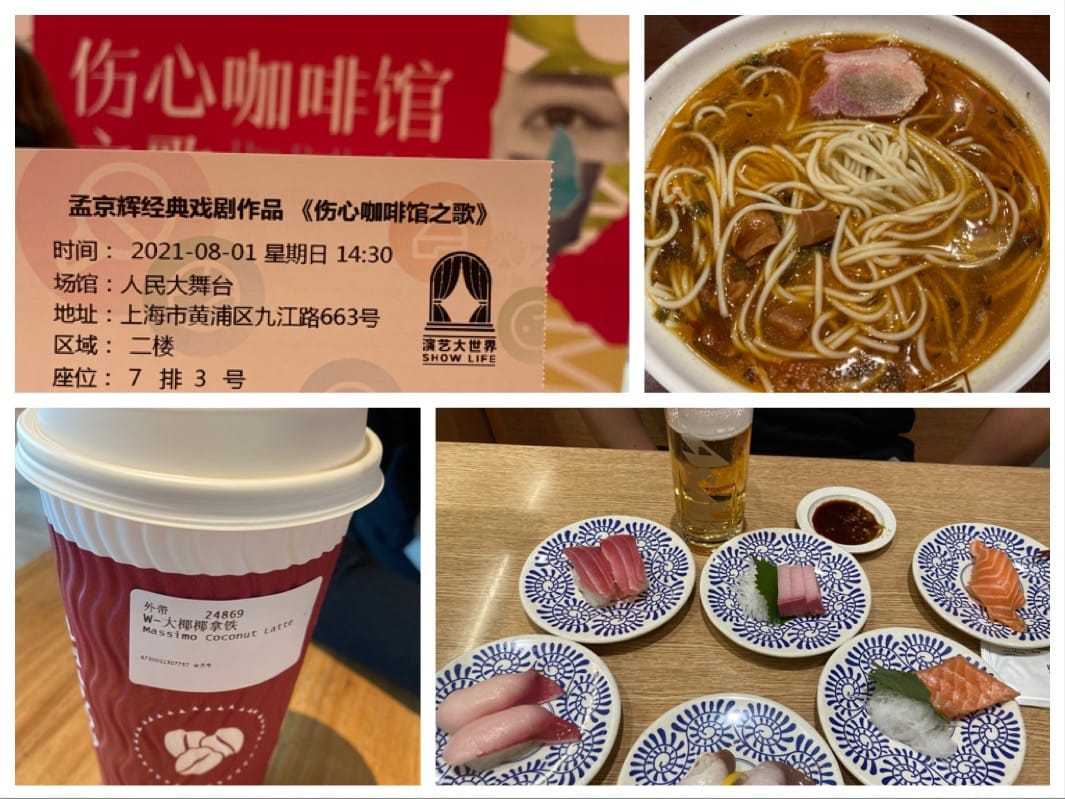 伤心咖啡馆
孟京辉经典戏剧作品 《伤心咖啡馆之歌》
时间： 2021-08-01 星期日 14:30
场馆：人民大舞台
地址：上海市黄浦区九江路663号
区域： 二楼
座位： 7 排 3 号
演艺大世界
SHOW LIFE
外带 24869
W-大椰椰拿铁
Massimo Coconut Latte